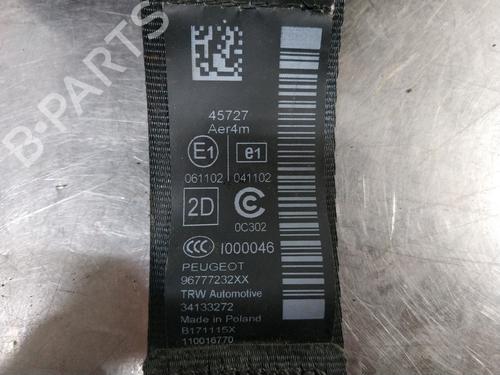 45727
Aer4m
E1 e1
061102 041102
2D C
0C302
CCC I000046
PEUGEOT
96777232XX
TRW Automotive
34133272
Made in Poland
B171115X
110016770
B-PARTS